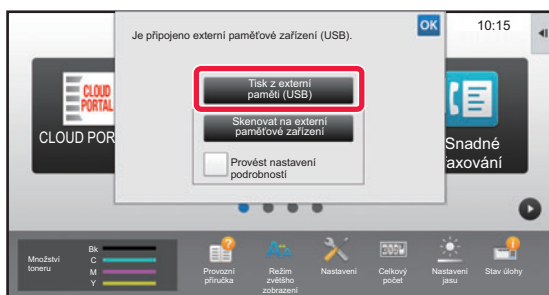 Je připojeno externí paměťové zařízení (USB).
OK
10:15
Tisk z externí
paměti (USB)
Skenovat na externí
paměťové zařízení
Provést nastavení
podrobností
CLOUD
PORTAL
CLOUD POR
Snadné
faxování
Množství
toneru
Bk
C
M
Y
Provozní
příručka
Režim
zvětšno
zobrazení
Nastavení
Celkový
počet
Nastavení
jasu
Stav úlohy